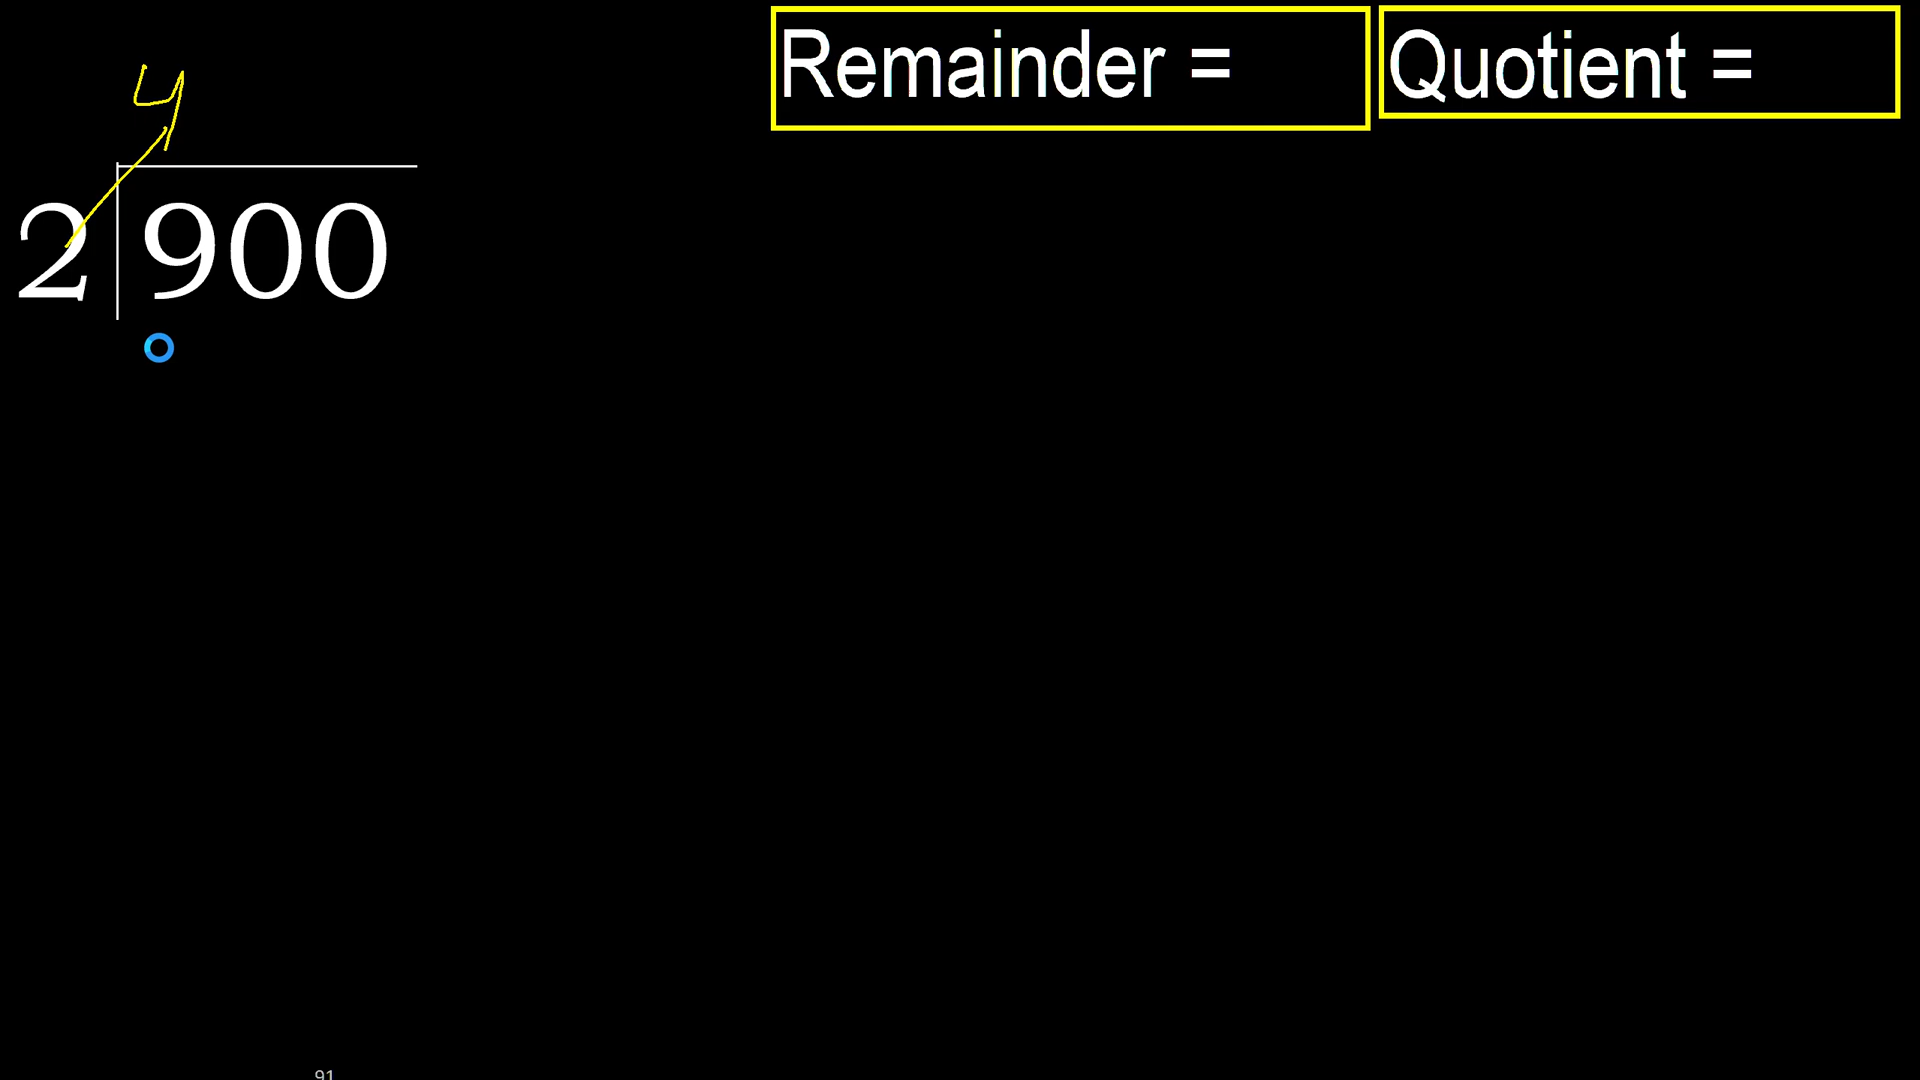 Remainder =
Quotient =
4
2 900
91